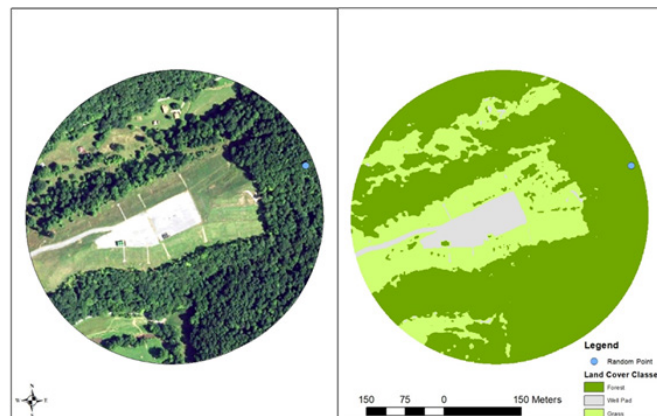 Legend
Random Point
Land Cover Classe
Forest
Well Pad
Grass
150 75 0 150 Meters
N